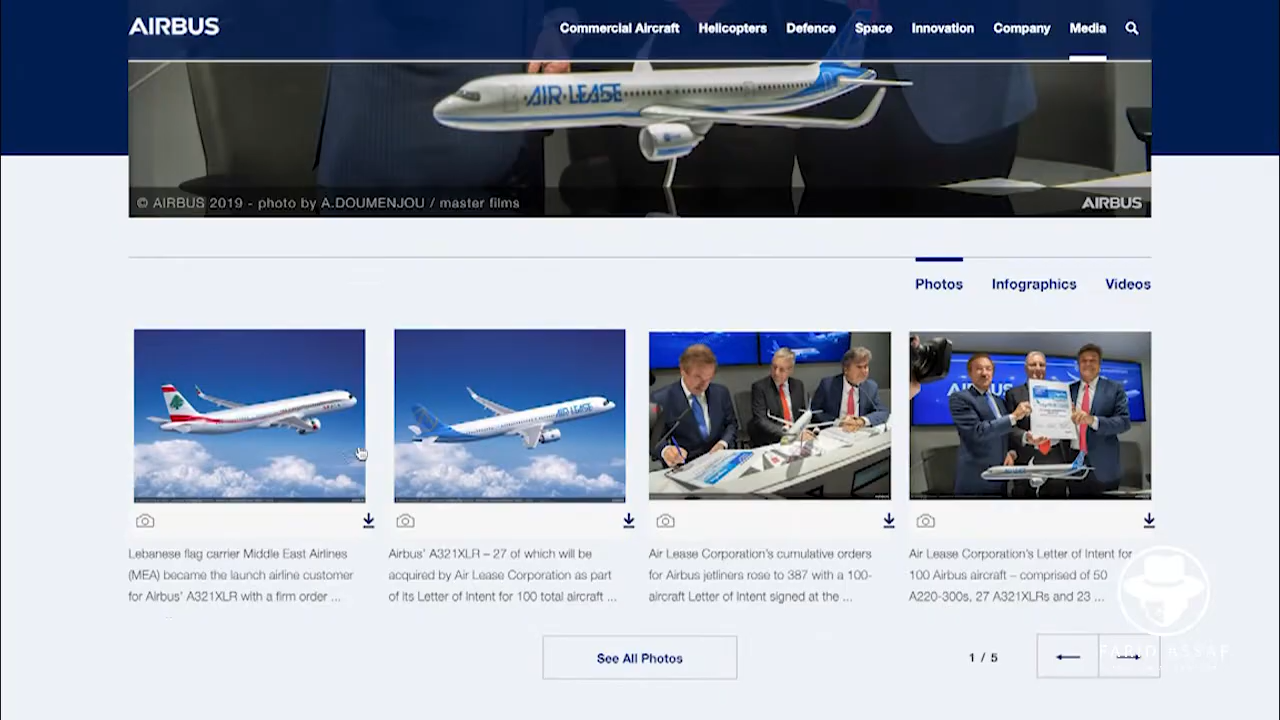 AIRBUS
Commercial Aircraft Helicopters Defence Space Innovation Company Media
AIR LEASE
© AIRBUS 2019 - photo by A.DOUMENJOU / master films
AIRBUS
Photos Infographics Videos
AIR LEASE
AIRBUS
Lebanese flag carrier Middle East Airlines
(MEA) became the launch airline customer
for Airbus' A321XLR with a firm order ...
Airbus' A321XLR – 27 of which will be
acquired by Air Lease Corporation as part
of its Letter of Intent for 100 total aircraft ...
Air Lease Corporation's cumulative orders
for Airbus jetliners rose to 387 with a 100-
aircraft Letter of Intent signed at the ...
Air Lease Corporation's Letter of Intent for
100 Airbus aircraft – comprised of 50
A220-300s, 27 A321XLRs and 23 ...
See All Photos
1 / 5
FARID ASSAF